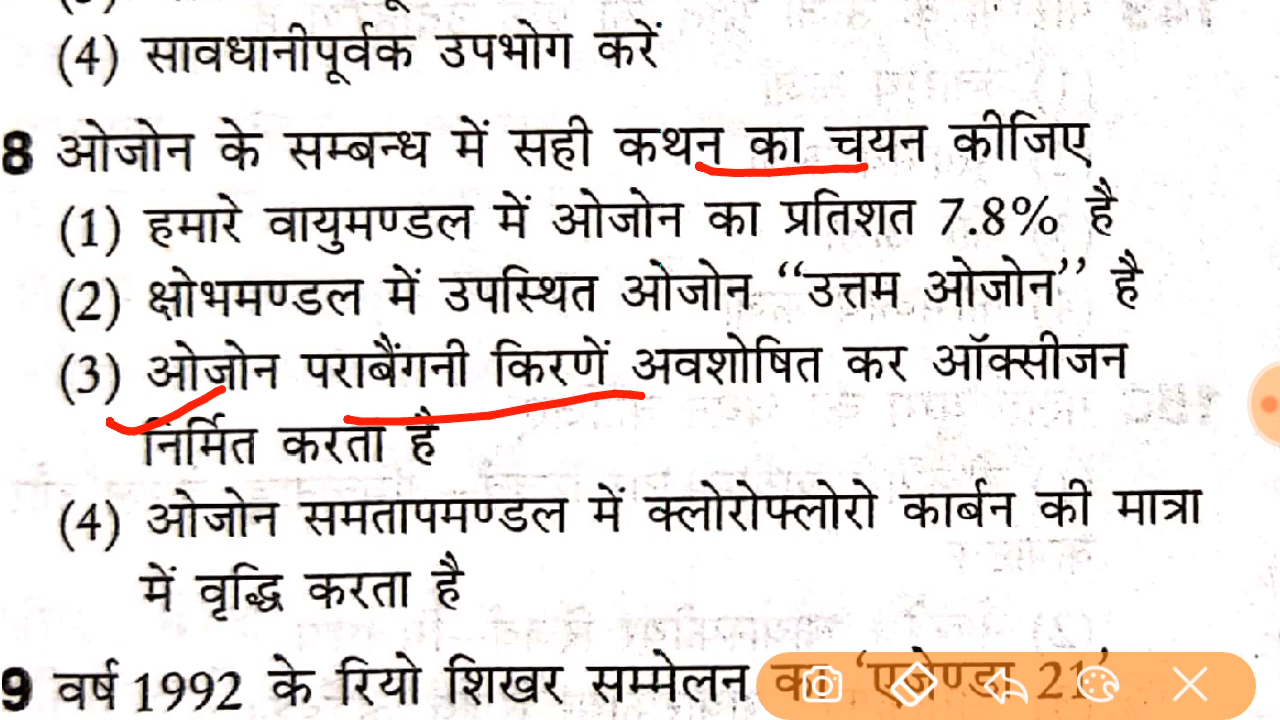 (4) सावधानीपूर्वक उपभोग करें
8 ओजोन के सम्बन्ध में सही कथन का चयन कीजिए
(1) हमारे वायुमण्डल में ओजोन का प्रतिशत 7.8% है
(2) क्षोभमण्डल में उपस्थित ओजोन “उत्तम ओजोन” है
(3) ओजोन पराबैंगनी किरणें अवशोषित कर ऑक्सीजन
निर्मित करता है
(4) ओजोन समतापमण्डल में क्लोरोफ्लोरो कार्बन की मात्रा
में वृद्धि करता है
9 वर्ष 1992 के रियो शिखर सम्मेलन का ‘एजेण्डा 21’